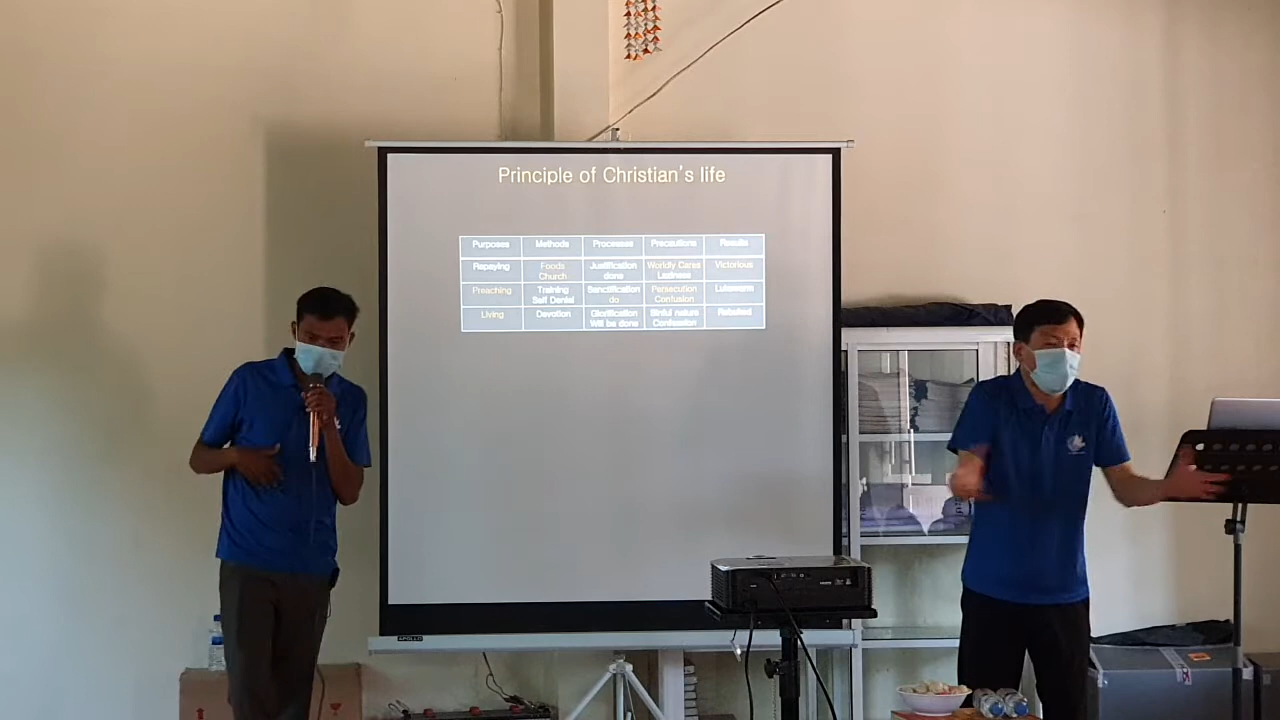 Principle of Christian's life
Purposes Methods Processes Precautions Results
Repaying Foods Church Justification done Worldly Cares Laziness Victorious
Preaching Training Self Denial Sanctification do Persecution Confusion Lukewarm
Living Devotion Glorification Will be done Sinful nature Confession Rebuked
APOLLO